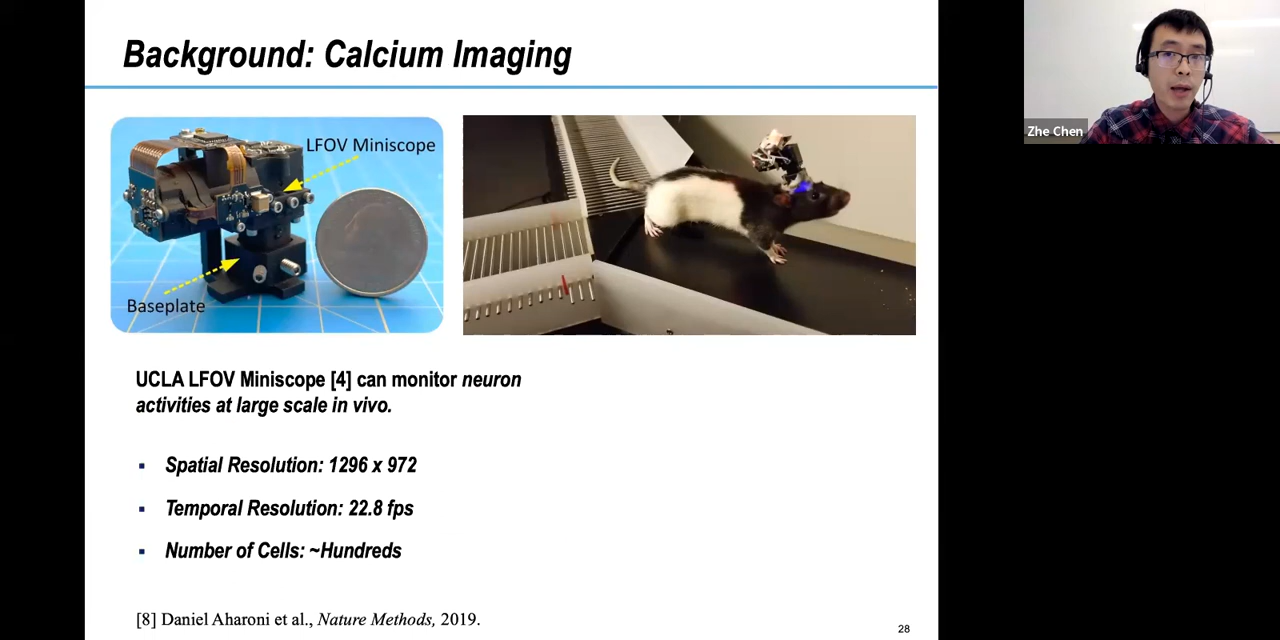 Background: Calcium Imaging
LFOV Miniscope
Baseplate
Zhe Chen
UCLA LFOV Miniscope [4] can monitor neuron
activities at large scale in vivo.
▪ Spatial Resolution: 1296 x 972
▪ Temporal Resolution: 22.8 fps
▪ Number of Cells: ~Hundreds
[8] Daniel Aharoni et al., Nature Methods, 2019.
28